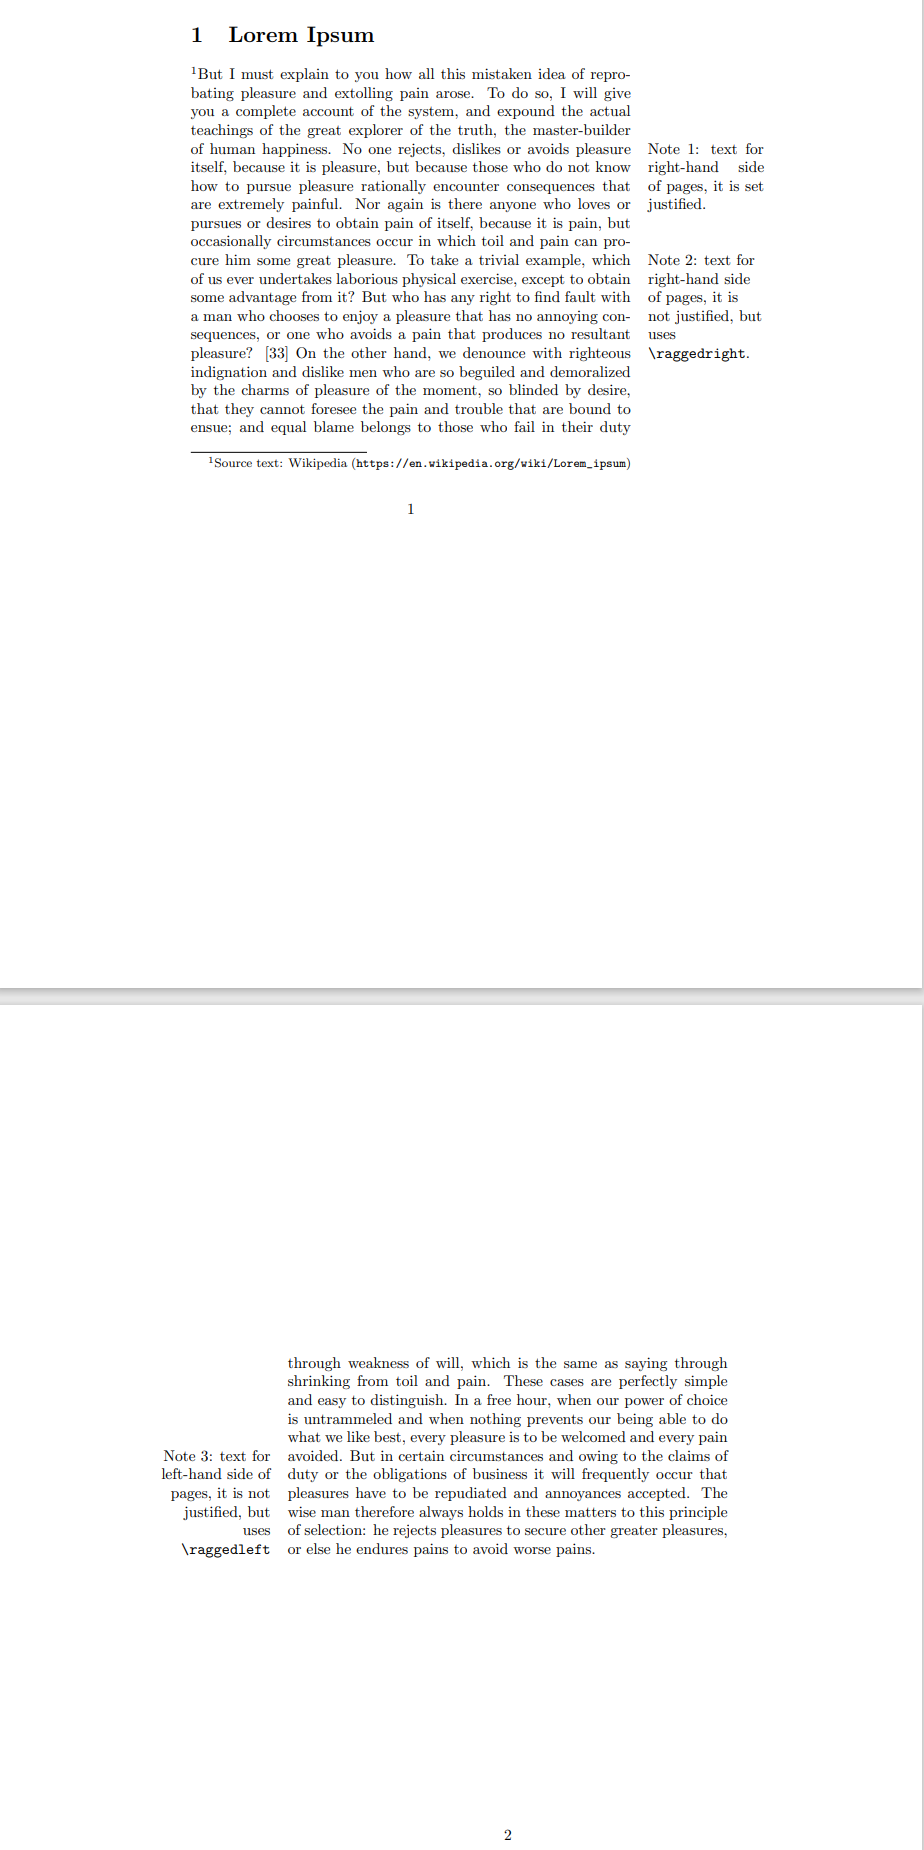 1 Lorem Ipsum
¹But I must explain to you how all this mistaken idea of repro-
bating pleasure and extolling pain arose. To do so, I will give
you a complete account of the system, and expound the actual
teachings of the great explorer of the truth, the master-builder
of human happiness. No one rejects, dislikes or avoids pleasure
itself, because it is pleasure, but because those who do not know
how to pursue pleasure rationally encounter consequences that
are extremely painful. Nor again is there anyone who loves or
pursues or desires to obtain pain of itself, because it is pain, but
occasionally circumstances occur in which toil and pain can pro-
cure him some great pleasure. To take a trivial example, which
of us ever undertakes laborious physical exercise, except to obtain
some advantage from it? But who has any right to find fault with
a man who chooses to enjoy a pleasure that has no annoying con-
sequences, or one who avoids a pain that produces no resultant
pleasure? [33] On the other hand, we denounce with righteous
indignation and dislike men who are so beguiled and demoralized
by the charms of pleasure of the moment, so blinded by desire,
that they cannot foresee the pain and trouble that are bound to
ensue; and equal blame belongs to those who fail in their duty
Note 1: text for
right-hand side
of pages, it is set
justified.
Note 2: text for
right-hand side
of pages, it is
not justified, but
uses
\raggedright.
¹Source text: Wikipedia (https://en.wikipedia.org/wiki/Lorem_ipsum)
1
through weakness of will, which is the same as saying through
shrinking from toil and pain. These cases are perfectly simple
and easy to distinguish. In a free hour, when our power of choice
is untrammeled and when nothing prevents our being able to do
what we like best, every pleasure is to be welcomed and every pain
avoided. But in certain circumstances and owing to the claims of
duty or the obligations of business it will frequently occur that
pleasures have to be repudiated and annoyances accepted. The
wise man therefore always holds in these matters to this principle
of selection: he rejects pleasures to secure other greater pleasures,
or else he endures pains to avoid worse pains.
Note 3: text for
left-hand side of
pages, it is not
justified, but
uses
\raggedleft
2